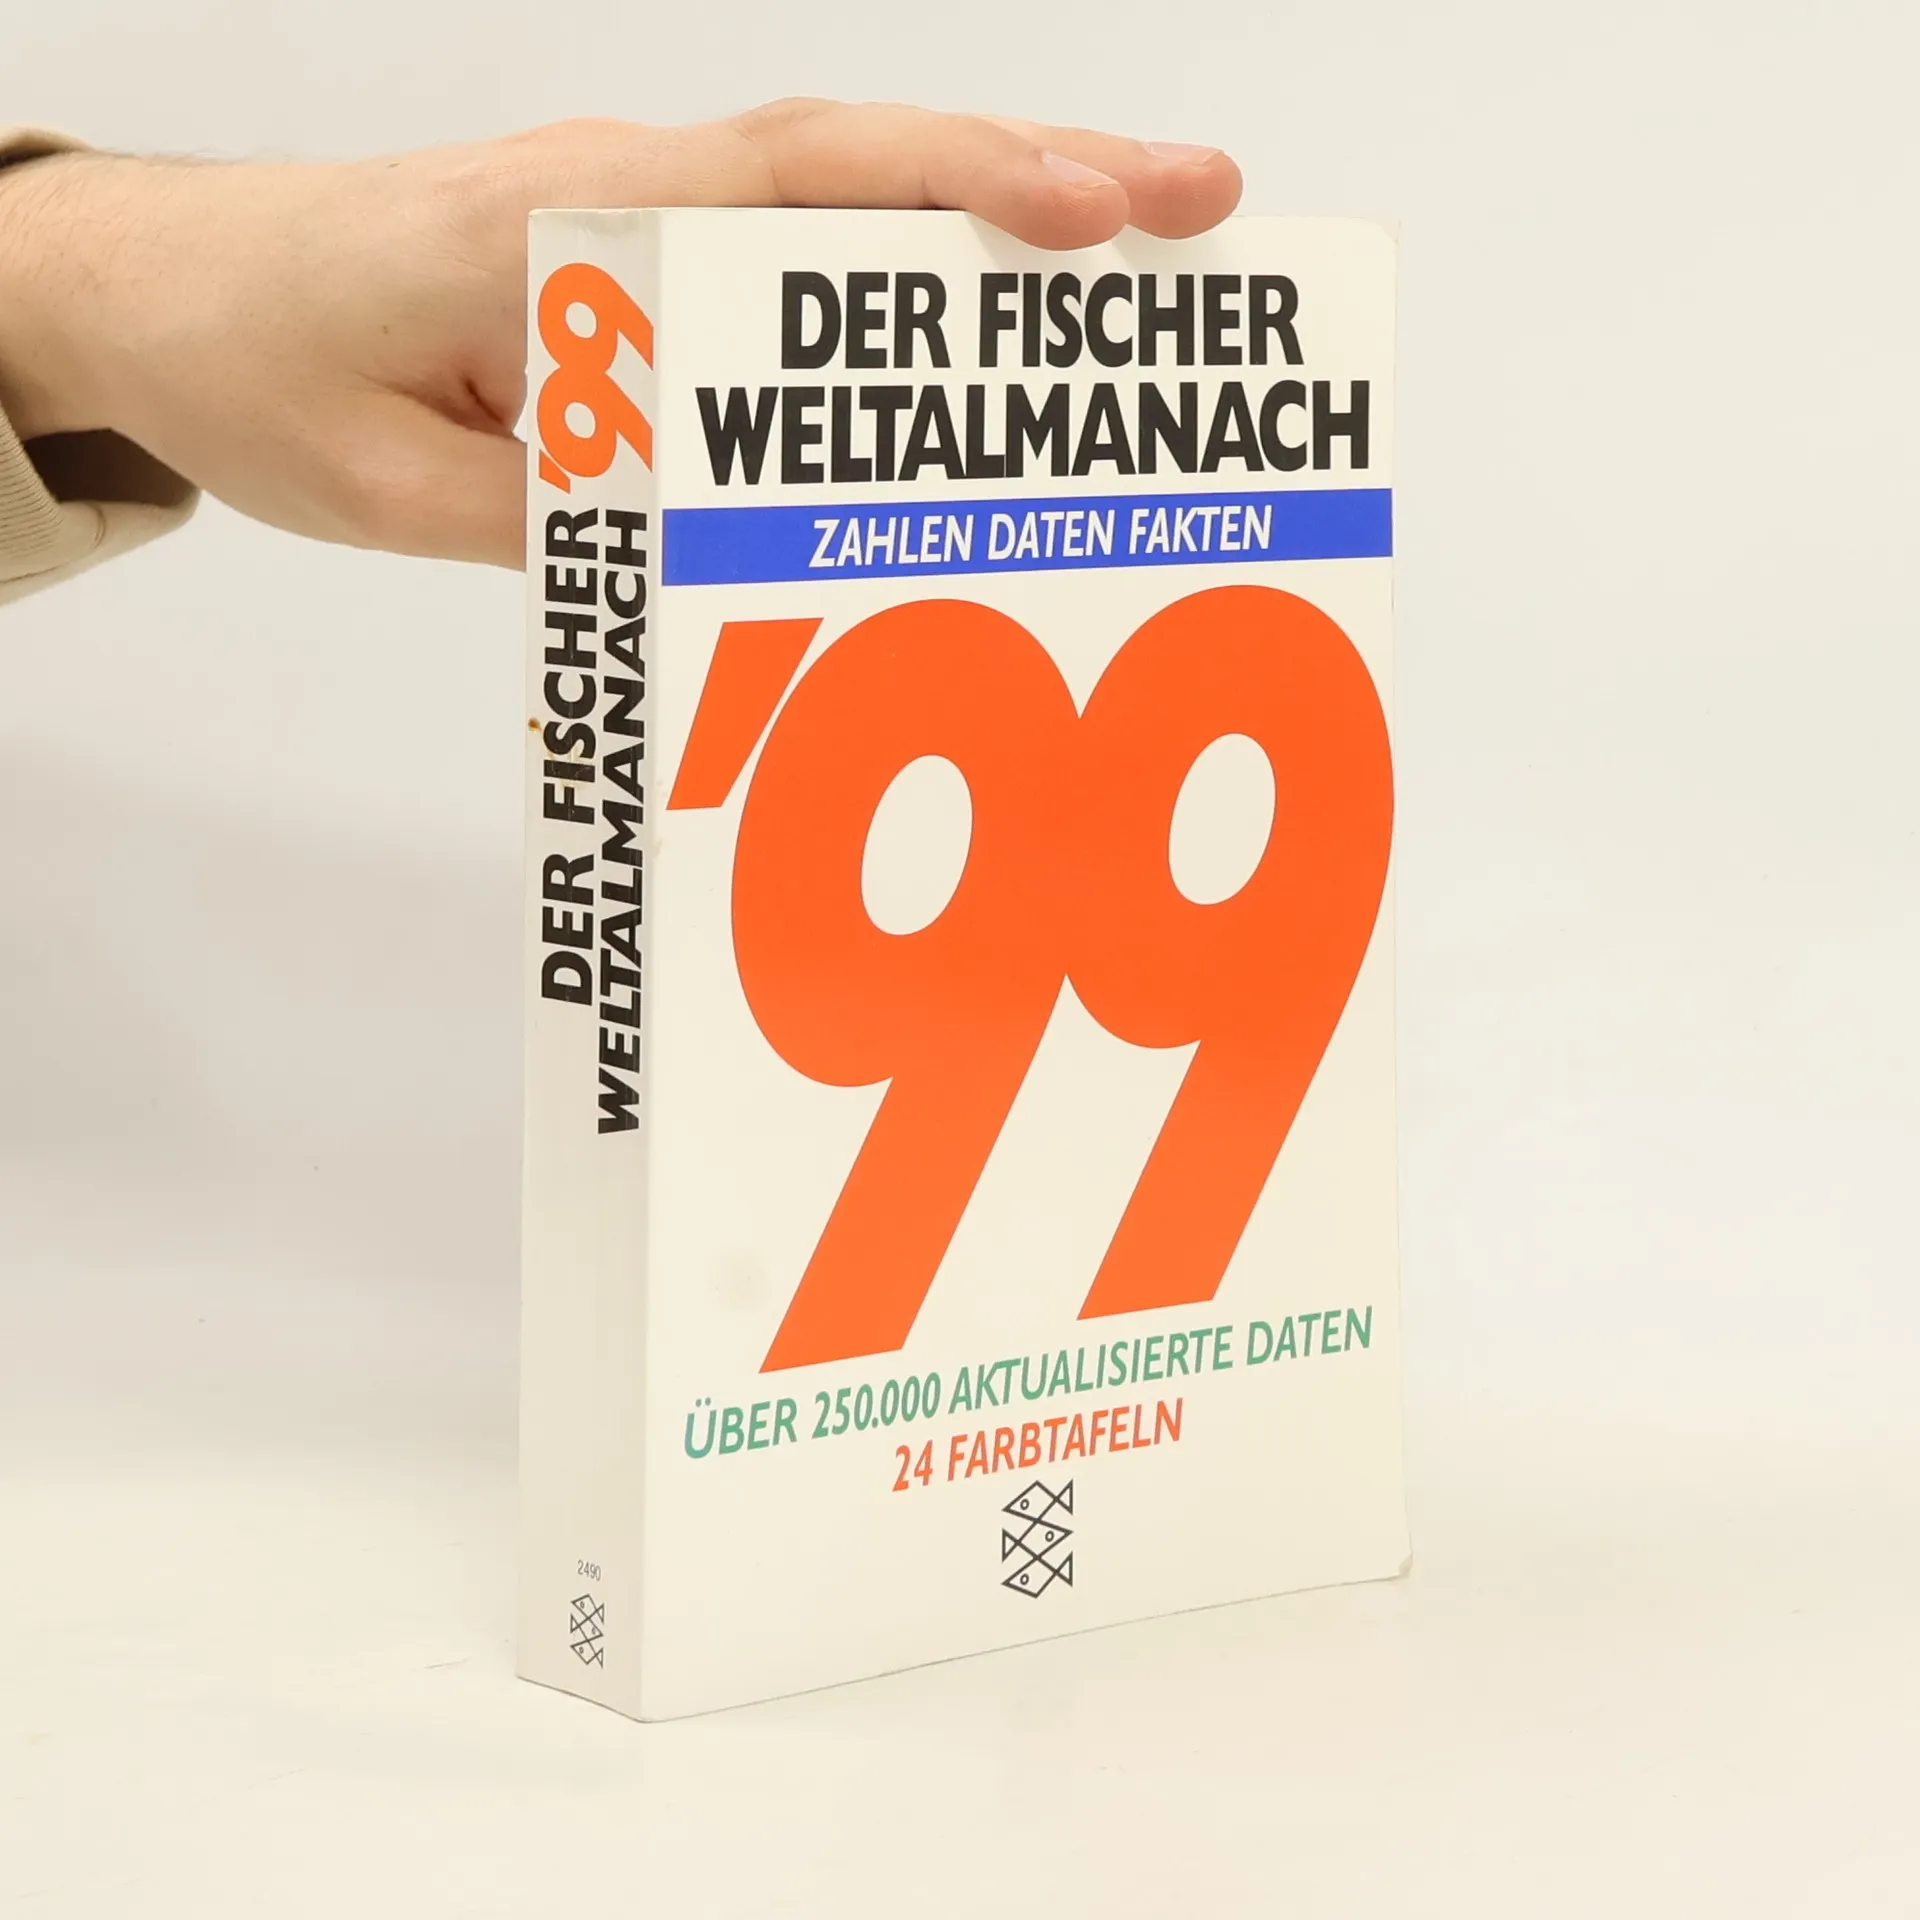 DER FISCHER
WELTALMANACH
ZAHLEN DATEN FAKTEN
'99
ÜBER 250.000 AKTUALISIERTE DATEN
24 FARBTAFELN
DER FISCHER
WELTALMANACH
'99
2490